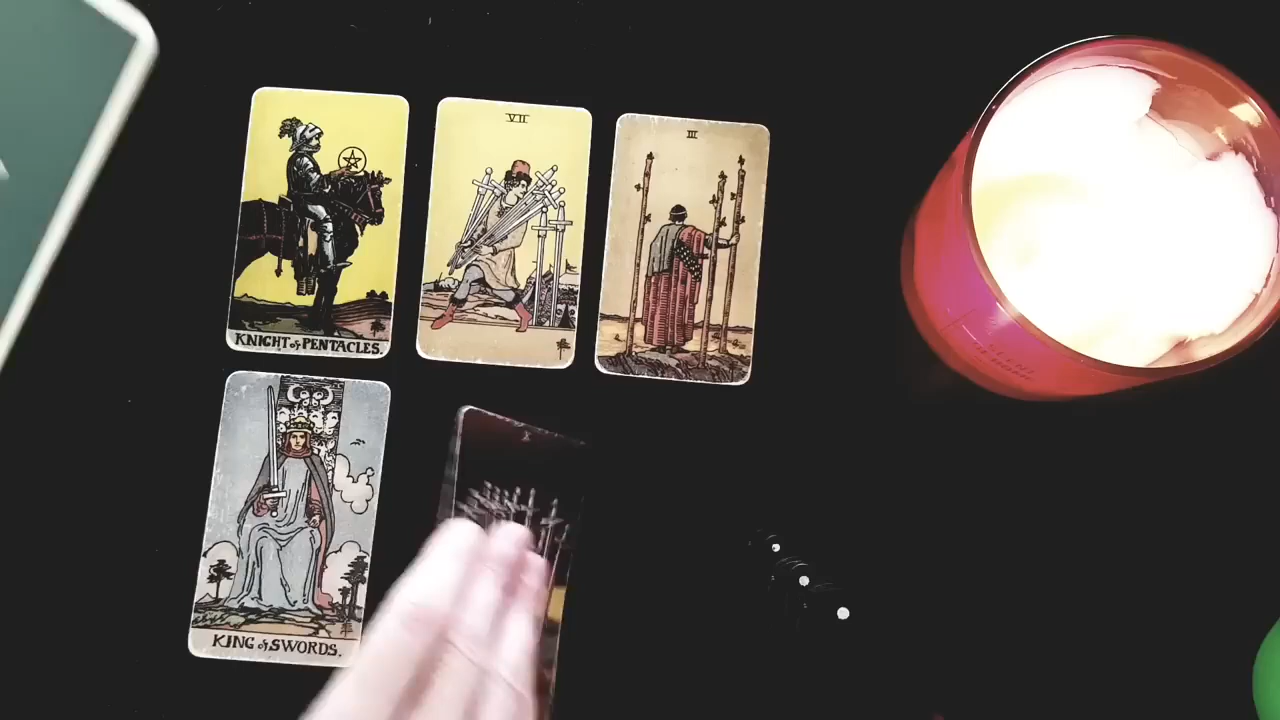 VII
III
KNIGHT of PENTACLES.
X
KING of SWORDS.